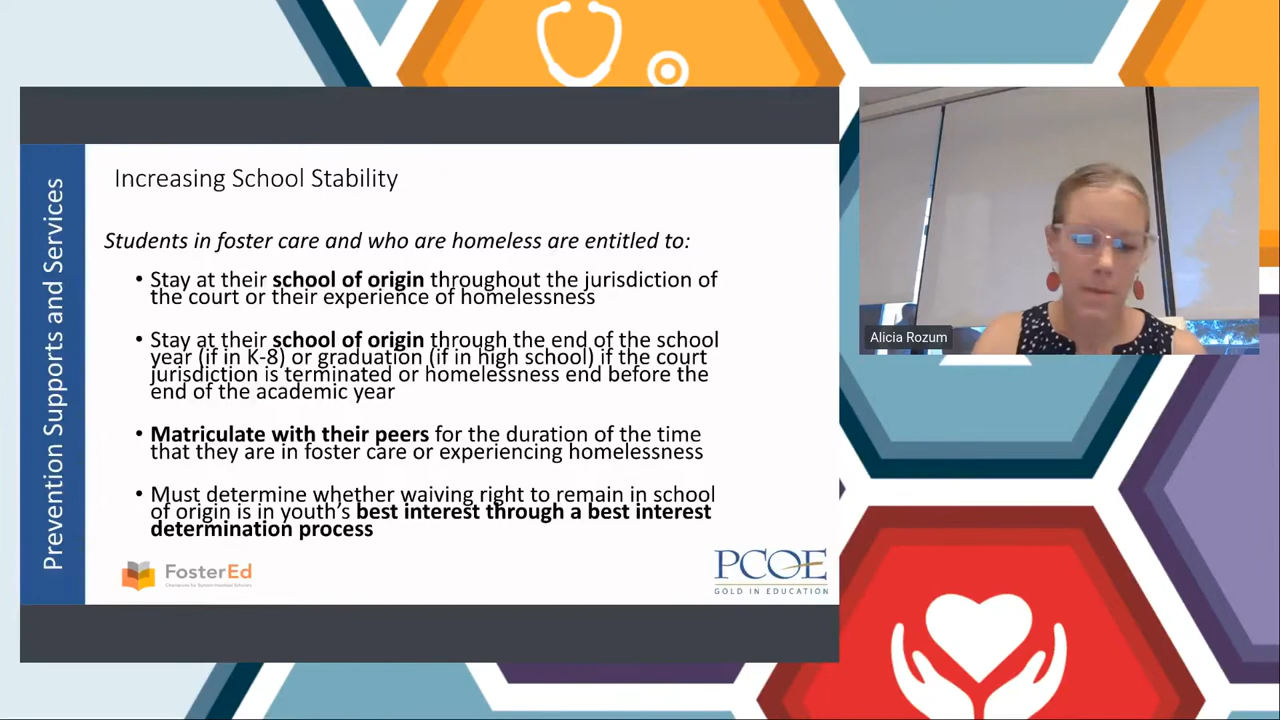 Prevention Supports and Services
Increasing School Stability
Students in foster care and who are homeless are entitled to:
• Stay at their school of origin throughout the jurisdiction of
the court or their experience of homelessness
• Stay at their school of origin through the end of the school
year (if in K-8) or graduation (if in high school) if the court
jurisdiction is terminated or homelessness end before the
end of the academic year
• Matriculate with their peers for the duration of the time
that they are in foster care or experiencing homelessness
• Must determine whether waiving right to remain in school
of origin is in youth's best interest through a best interest
determination process
FosterEd
Champions for System-Involved Scholars
PCOE
GOLD IN EDUCATION
Alicia Rozum